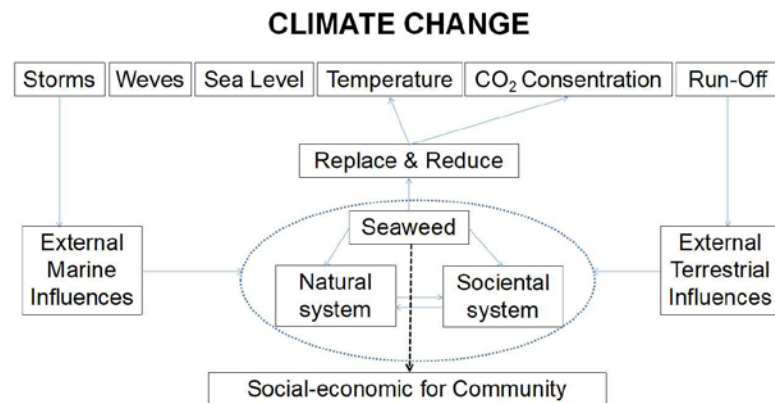 CLIMATE CHANGE
Storms
Weves
Sea Level
Temperature
CO₂ Consentration
Run-Off
Replace & Reduce
Seaweed
External
Marine
Influences
Natural
system
Sociental
system
External
Terrestrial
Influences
Social-economic for Community